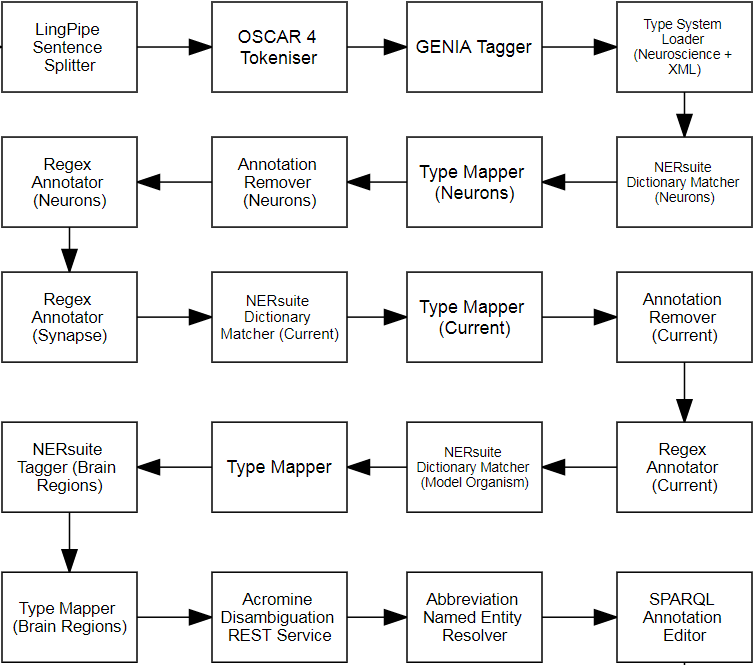 LingPipe
Sentence
Splitter
OSCAR 4
Tokeniser
GENIA Tagger
Type System
Loader
(Neuroscience +
XML)
Regex
Annotator
(Neurons)
Annotation
Remover
(Neurons)
Type Mapper
(Neurons)
NERsuite
Dictionary Matcher
(Neurons)
Regex
Annotator
(Synapse)
NERsuite
Dictionary
Matcher (Current)
Type Mapper
(Current)
Annotation
Remover
(Current)
NERsuite
Tagger (Brain
Regions)
Type Mapper
NERsuite
Dictionary Matcher
(Model Organism)
Regex
Annotator
(Current)
Type Mapper
(Brain Regions)
Acromine
Disambiguation
REST Service
Abbreviation
Named Entity
Resolver
SPARQL
Annotation
Editor